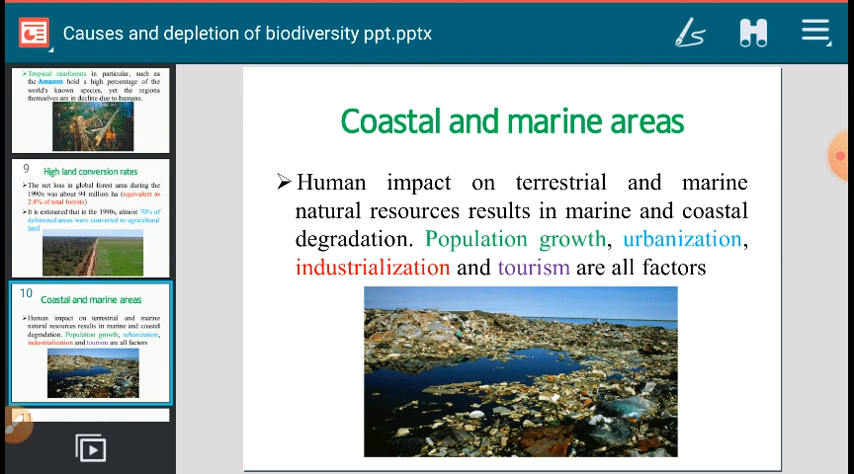 Causes and depletion of biodiversity ppt.pptx
➢Tropical rainforests in particular, such as
the Amazon hold a high percentage of the
world's known species, yet the regions
themselves are in decline due to humans.
9
High land conversion rates
➢The net loss in global forest area during the
1990s was about 94 million ha (equivalent to
2.4% of total forests)
➢It is estimated that in the 1990s, almost 70% of
deforested areas were converted to agricultural
land
10
Coastal and marine areas
➢Human impact on terrestrial and marine
natural resources results in marine and coastal
degradation. Population growth, urbanization,
industrialization and tourism are all factors
11
Coastal and marine areas
➢Human impact on terrestrial and marine
natural resources results in marine and coastal
degradation. Population growth, urbanization,
industrialization and tourism are all factors